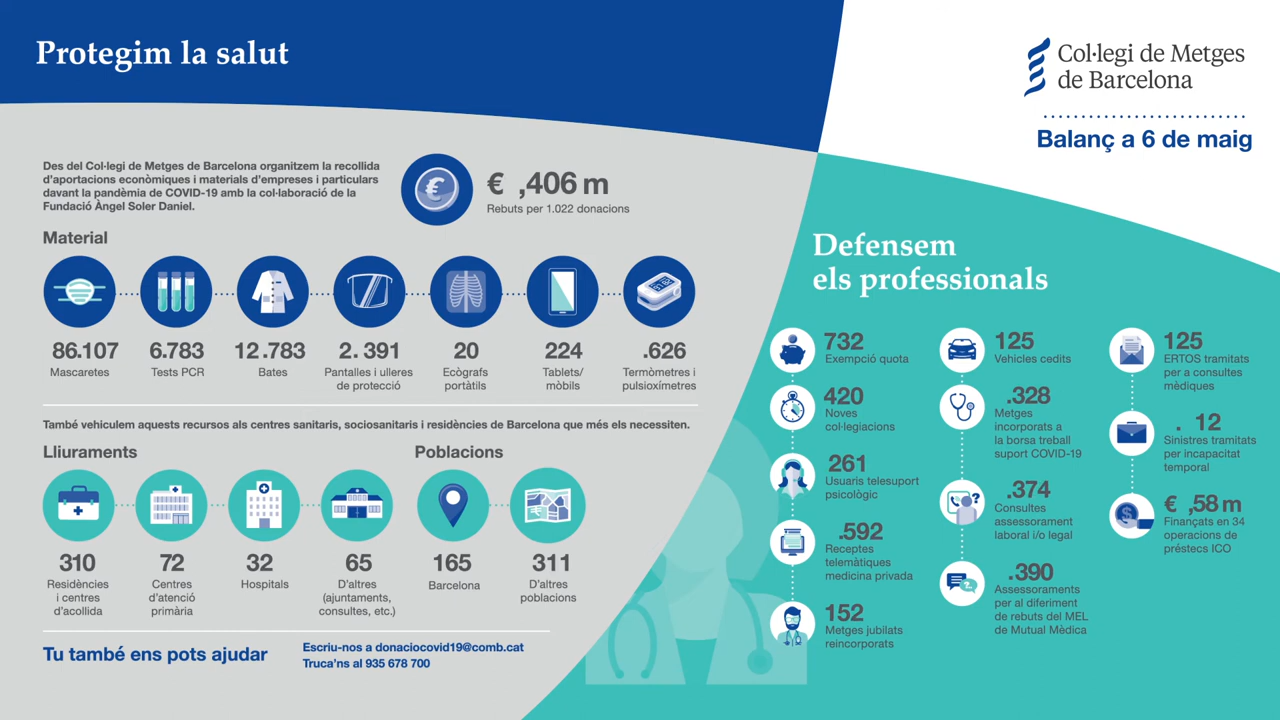 Protegim la salut
Col·legi de Metges
de Barcelona
Balanç a 6 de maig
Des del Col·legi de Metges de Barcelona organitzem la recollida
d'aportacions econòmiques i materials d'empreses i particulars
davant la pandèmia de COVID-19 amb la col·laboració de la
Fundació Àngel Soler Daniel.
€ ,406 m
Rebuts per 1.022 donacions
Material
86.107
Mascaretes
6.783
Tests PCR
12.783
Bates
2. 391
Pantalles i ulleres
de protecció
20
Ecògrafs
portàtils
224
Tablets/
mòbils
.626
Termòmetres i
pulsioxímetres
També vehiculem aquests recursos als centres sanitaris, sociosanitaris i residències de Barcelona que més els necessiten.
Lliuraments
310
Residències
i centres
d'acollida
72
Centres
d'atenció
primària
32
Hospitals
65
D'altres
(ajuntaments,
consultes, etc.)
Poblacions
165
Barcelona
311
D'altres
poblacions
Tu també ens pots ajudar
Escriu-nos a donaciocovid19@comb.cat
Truca'ns al 935 678 700
Defensem
els professionals
732
Exempció quota
420
Noves
col·legiacions
261
Usuaris telesuport
psicològic
.592
Receptes
telemàtiques
medicina privada
152
Metges jubilats
reincorporats
125
Vehicles cedits
.328
Metges
incorporats a
la borsa treball
suport COVID-19
.374
Consultes
assessorament
laboral i/o legal
.390
Assessoraments
per al diferiment
de rebuts del MEL
de Mutual Mèdica
125
ERTOS tramitats
per a consultes
mèdiques
. 12
Sinistres tramitats
per incapacitat
temporal
€ ,58 m
Finançats en 34
operacions de
préstecs ICO